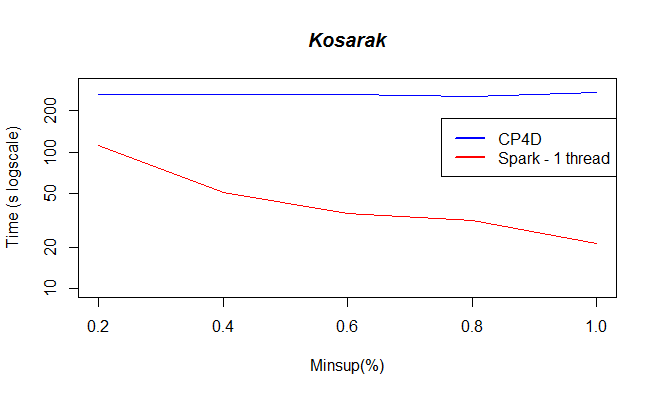 Kosarak
Time (s logscale)
200
100
50
20
10
CP4D
Spark - 1 thread
0.2 0.4 0.6 0.8 1.0
Minsup(%)